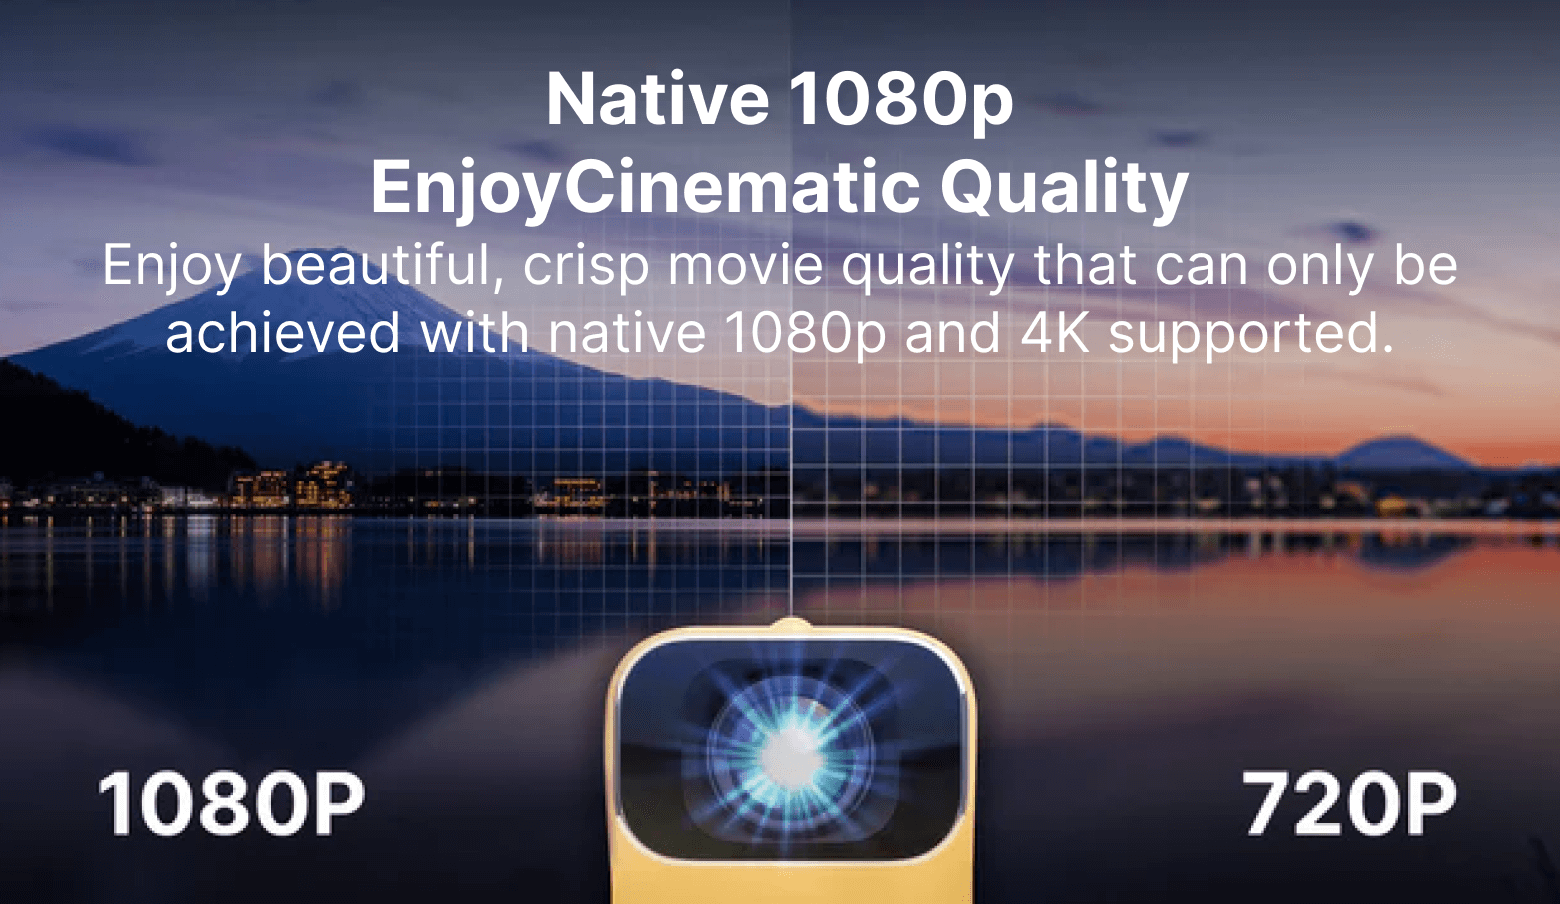 Native 1080p
EnjoyCinematic Quality
Enjoy beautiful, crisp movie quality that can only be
achieved with native 1080p and 4K supported.
1080P
720P